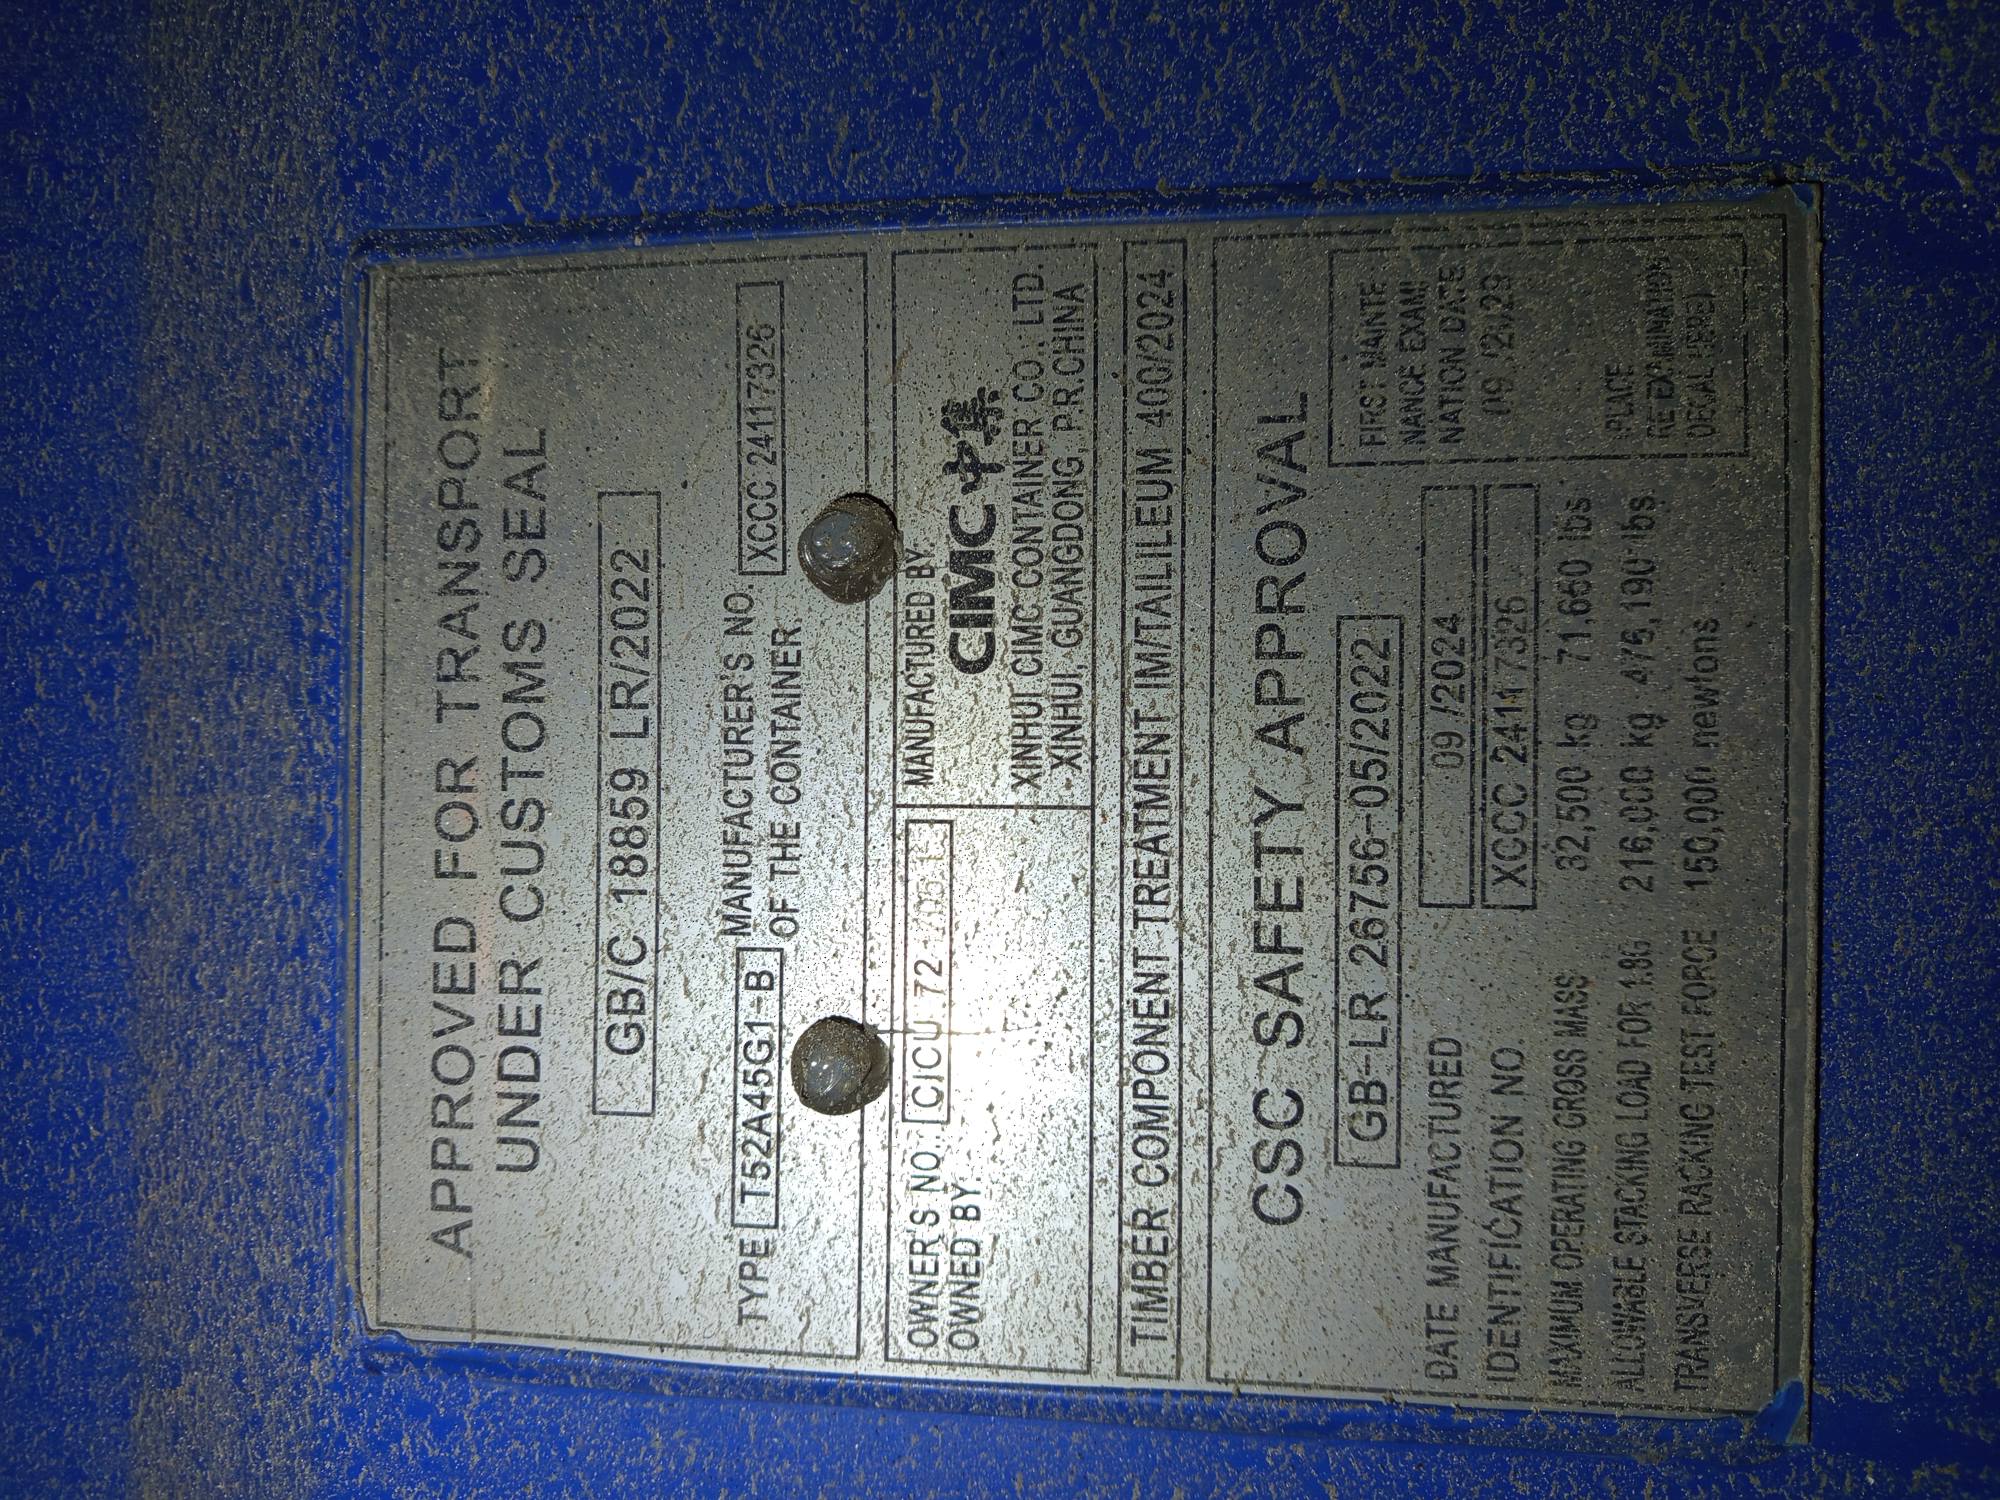 APPROVED FOR TRANSPORT
UNDER CUSTOMS SEAL
GB/C 18859 LR/2022
TYPE T52A45G1-B MANUFACTURER'S NO. XCCC 24117326
OF THE CONTAINER
OWNER'S NO. CICU 72
OWNED BY.
MANUFACTURED BY.
CIMC 中集
XINHUI CIMC CONTAINER CO., LTD.
XINHUI, GUANGDONG, P.R.CHINA
TIMBER COMPONENT TREATMENT IM/TAILILEUM 400/2024
CSC SAFETY APPROVAL
GB-LR 26756-05/2022
DATE MANUFACTURED 09/2024
IDENTIFICATION NO. XCCC 24117326
MAXIMUM OPERATING GROSS MASS 32,500 kg 71,650 lbs
ALLOWABLE STACKING LOAD FOR 1.8G 216,000 kg 476,190 lbs
TRANSVERSE RACKING TEST FORCE 150,000 newtons
FIRST MAINTE
NANCE EXAMI
NATION DATE
09/2029
(PLACE
RE EXAMINATION
DECAL HERE)